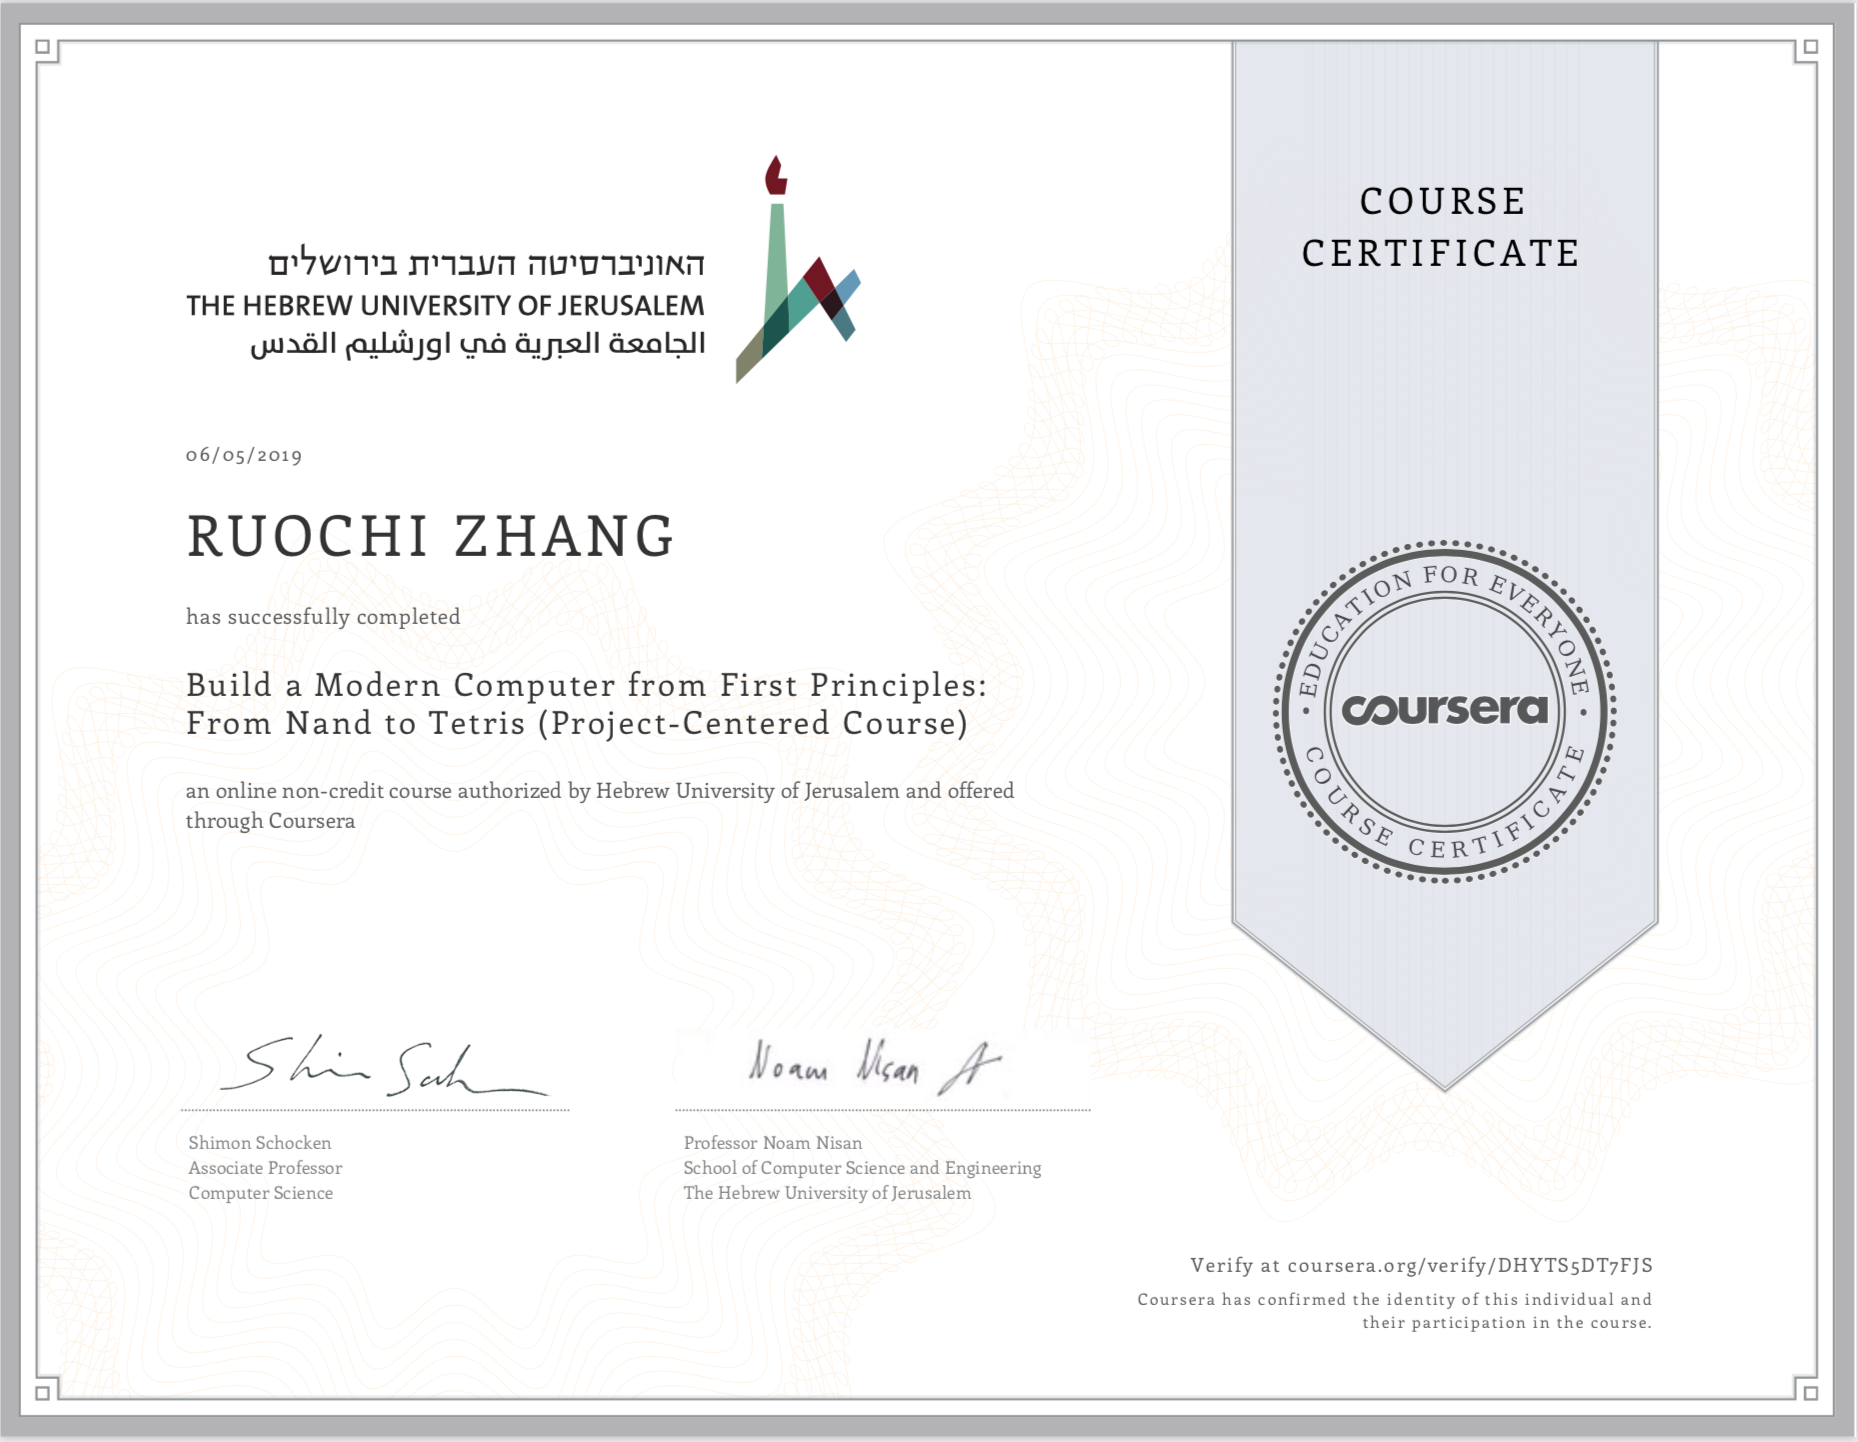 האוניברסיטה העברית בירושלים
THE HEBREW UNIVERSITY OF JERUSALEM
الجامعة العبرية في اورشليم القدس
06/05/2019
RUOCHI ZHANG
has successfully completed
Build a Modern Computer from First Principles:
From Nand to Tetris (Project-Centered Course)
an online non-credit course authorized by Hebrew University of Jerusalem and offered
through Coursera
Noam Nisan
Shimon Schocken
Associate Professor
Computer Science
Professor Noam Nisan
School of Computer Science and Engineering
The Hebrew University of Jerusalem
COURSE
CERTIFICATE
EDUCATION FOR EVERYONE
coursera
COURSE CERTIFICATE
Verify at coursera.org/verify/DHYTS5DT7FJS
Coursera has confirmed the identity of this individual and
their participation in the course.